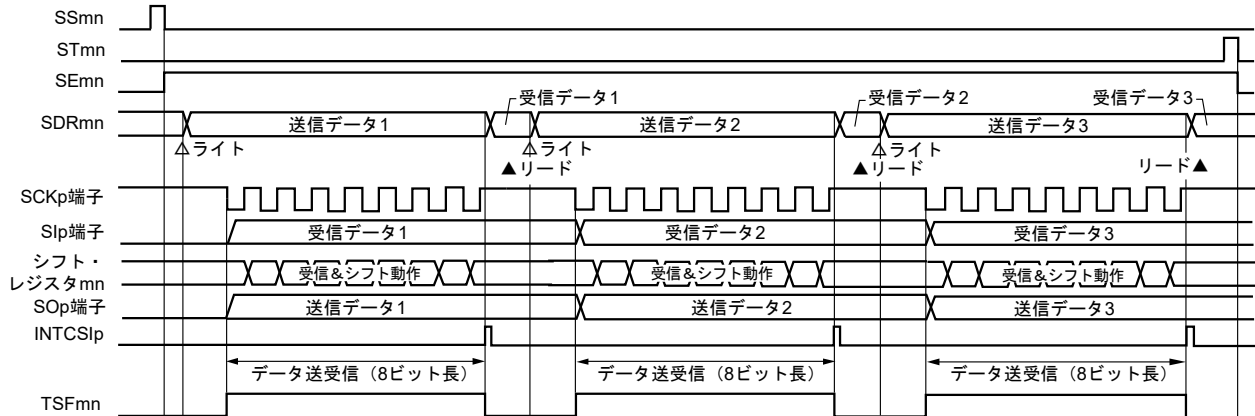 SSmn
STmn
SEmn
受信データ1 受信データ2 受信データ3
SDRmn 送信データ1 送信データ2 送信データ3
△ライト △ライト △ライト
▲リード ▲リード リード▲
SCKp端子
SIp端子 受信データ1 受信データ2 受信データ3
シフト・
レジスタmn 受信&シフト動作 受信&シフト動作 受信&シフト動作
SOp端子 送信データ1 送信データ2 送信データ3
INTCSIp
データ送受信(8ビット長) データ送受信(8ビット長) データ送受信(8ビット長)
TSFmn